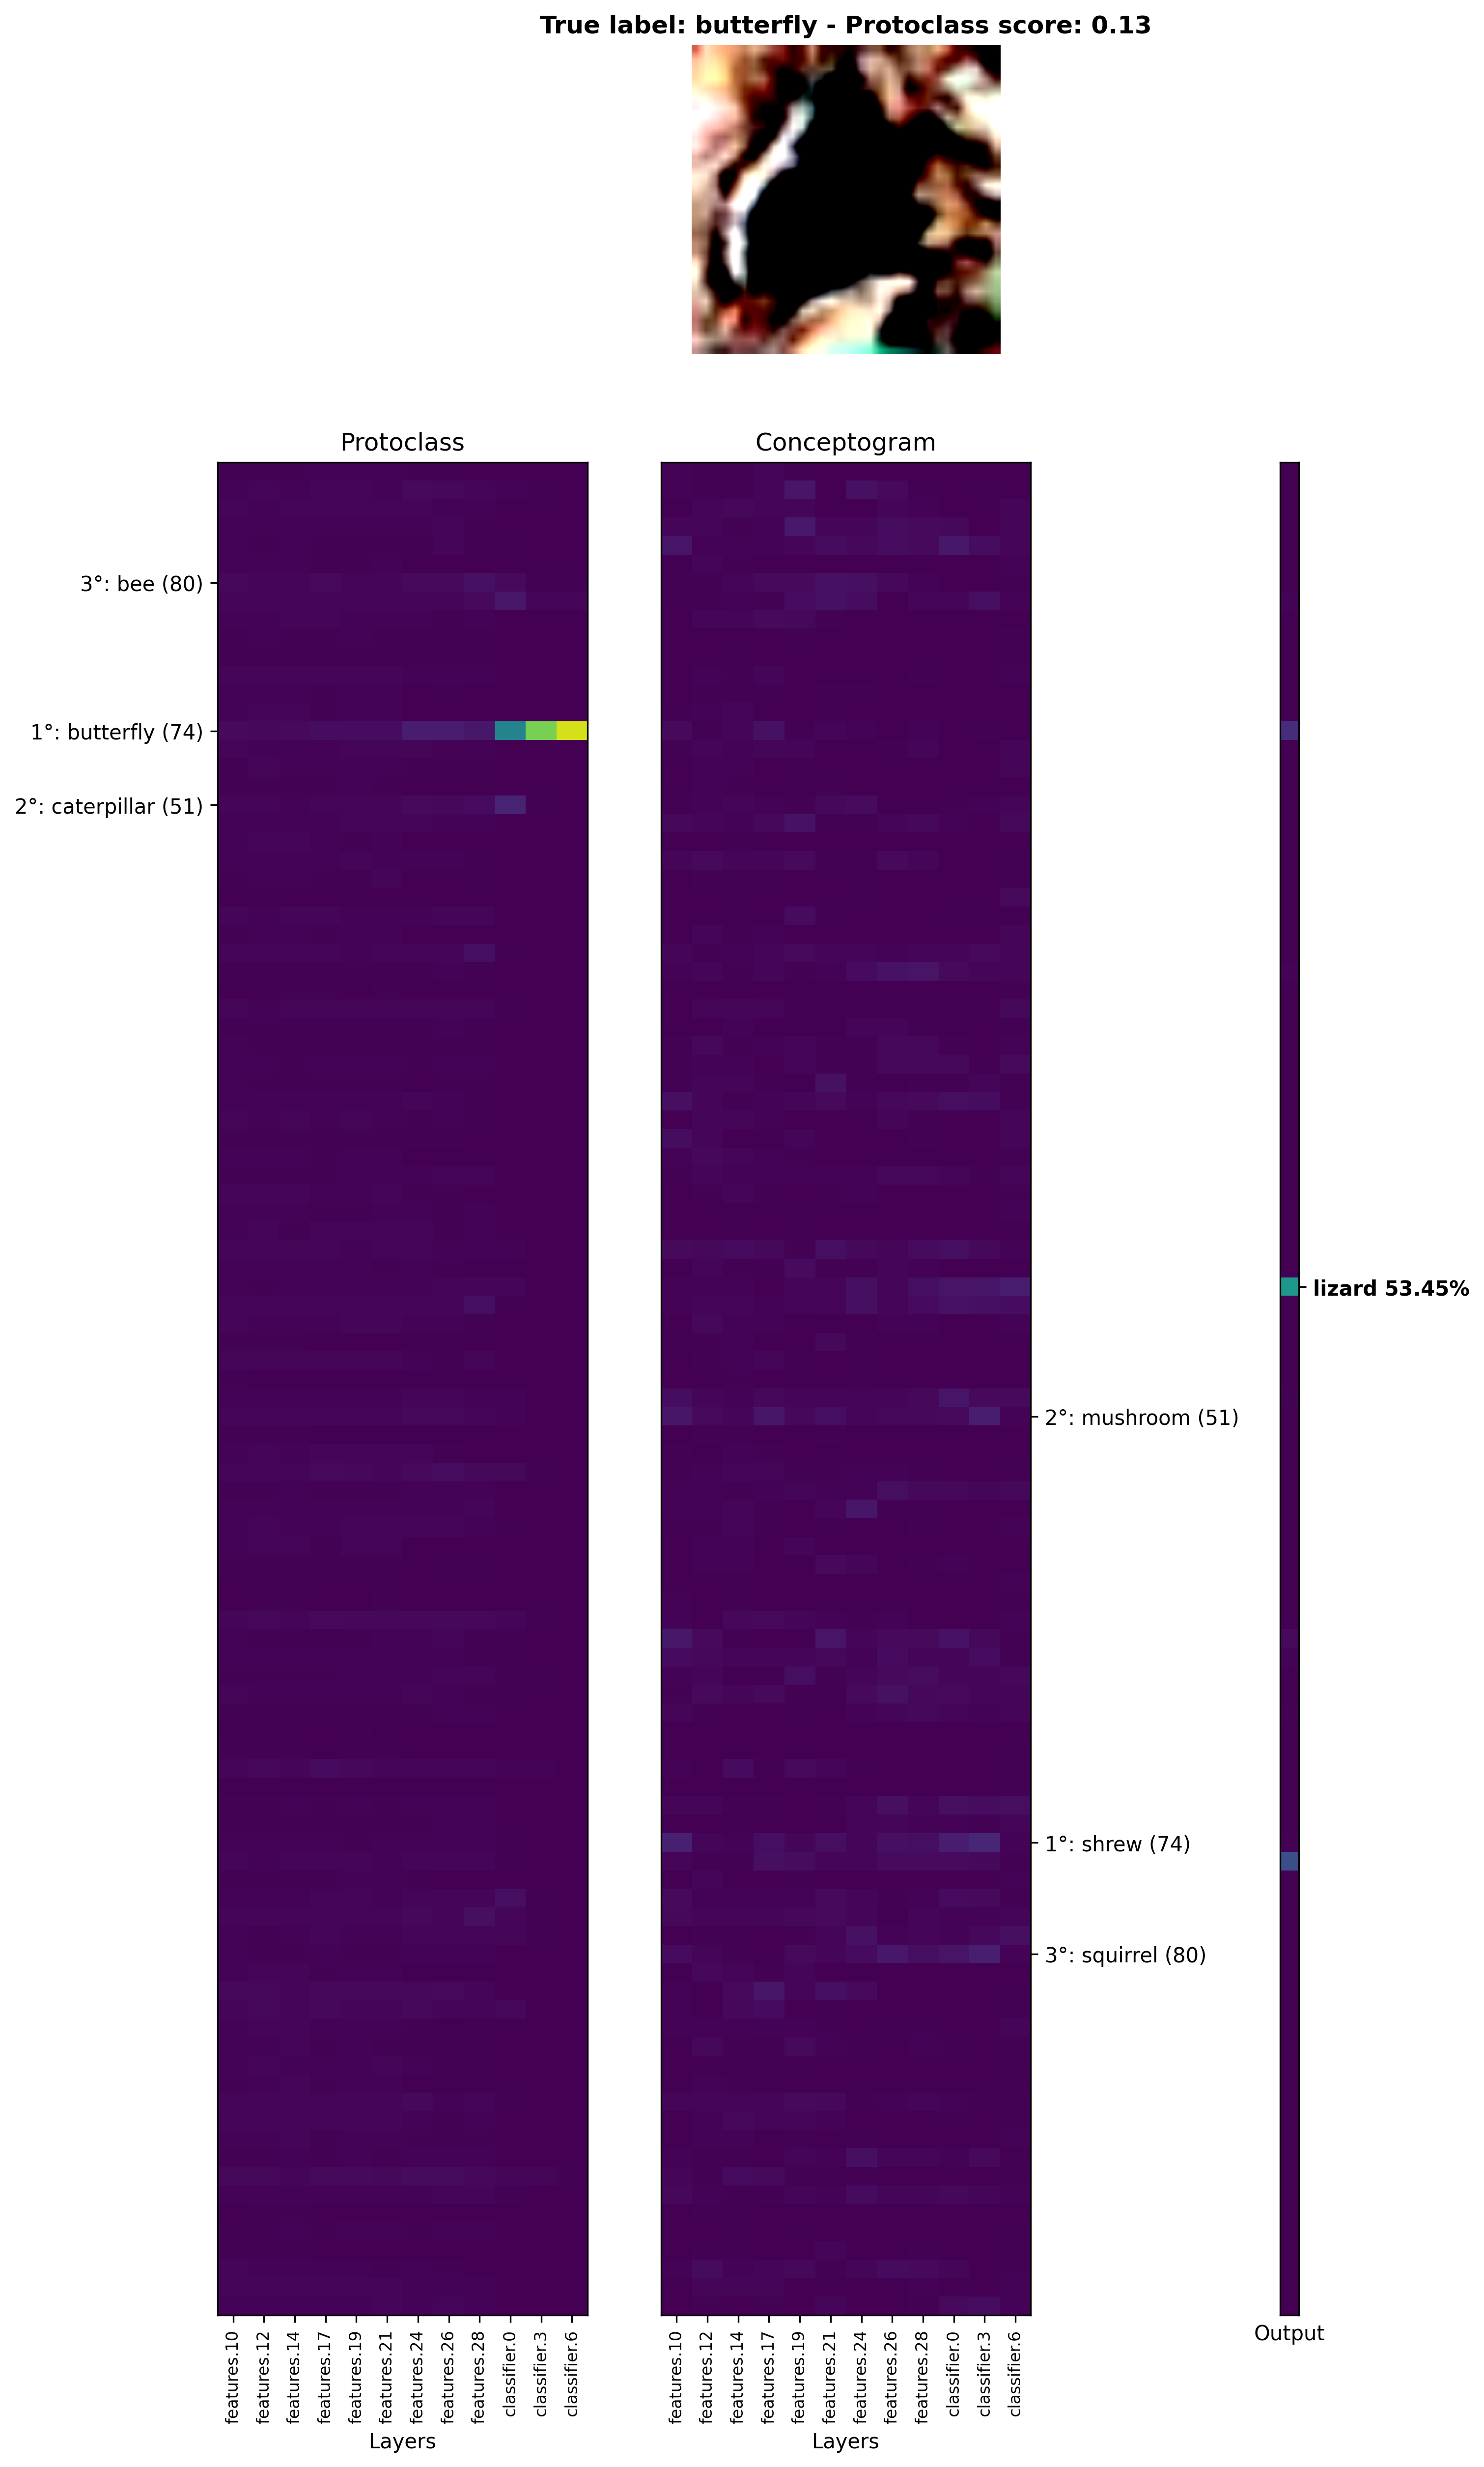 True label: butterfly - Protoclass score: 0.13
Protoclass
Conceptogram
3°: bee (80)
1°: butterfly (74)
2°: caterpillar (51)
lizard 53.45%
2°: mushroom (51)
1°: shrew (74)
3°: squirrel (80)
features.10
features.12
features.14
features.17
features.19
features.21
features.24
features.26
features.28
classifier.0
classifier.3
classifier.6
Layers
features.10
features.12
features.14
features.17
features.19
features.21
features.24
features.26
features.28
classifier.0
classifier.3
classifier.6
Layers
Output